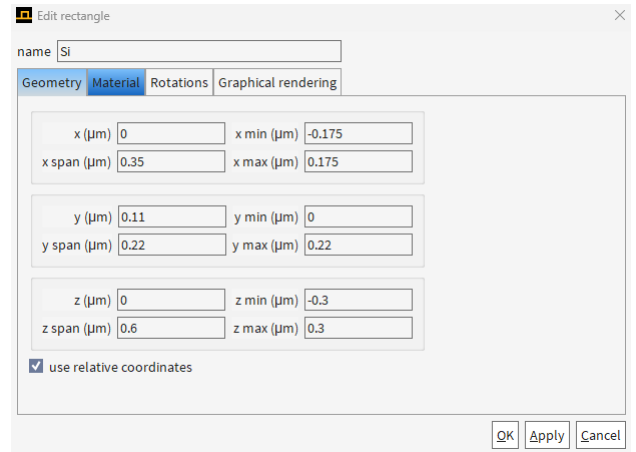 Edit rectangle
name Si
Geometry Material Rotations Graphical rendering
x (μm) 0 x min (μm) -0.175
x span (μm) 0.35 x max (μm) 0.175
y (μm) 0.11 y min (μm) 0
y span (μm) 0.22 y max (μm) 0.22
z (μm) 0 z min (μm) -0.3
z span (μm) 0.6 z max (μm) 0.3
use relative coordinates
OK Apply Cancel